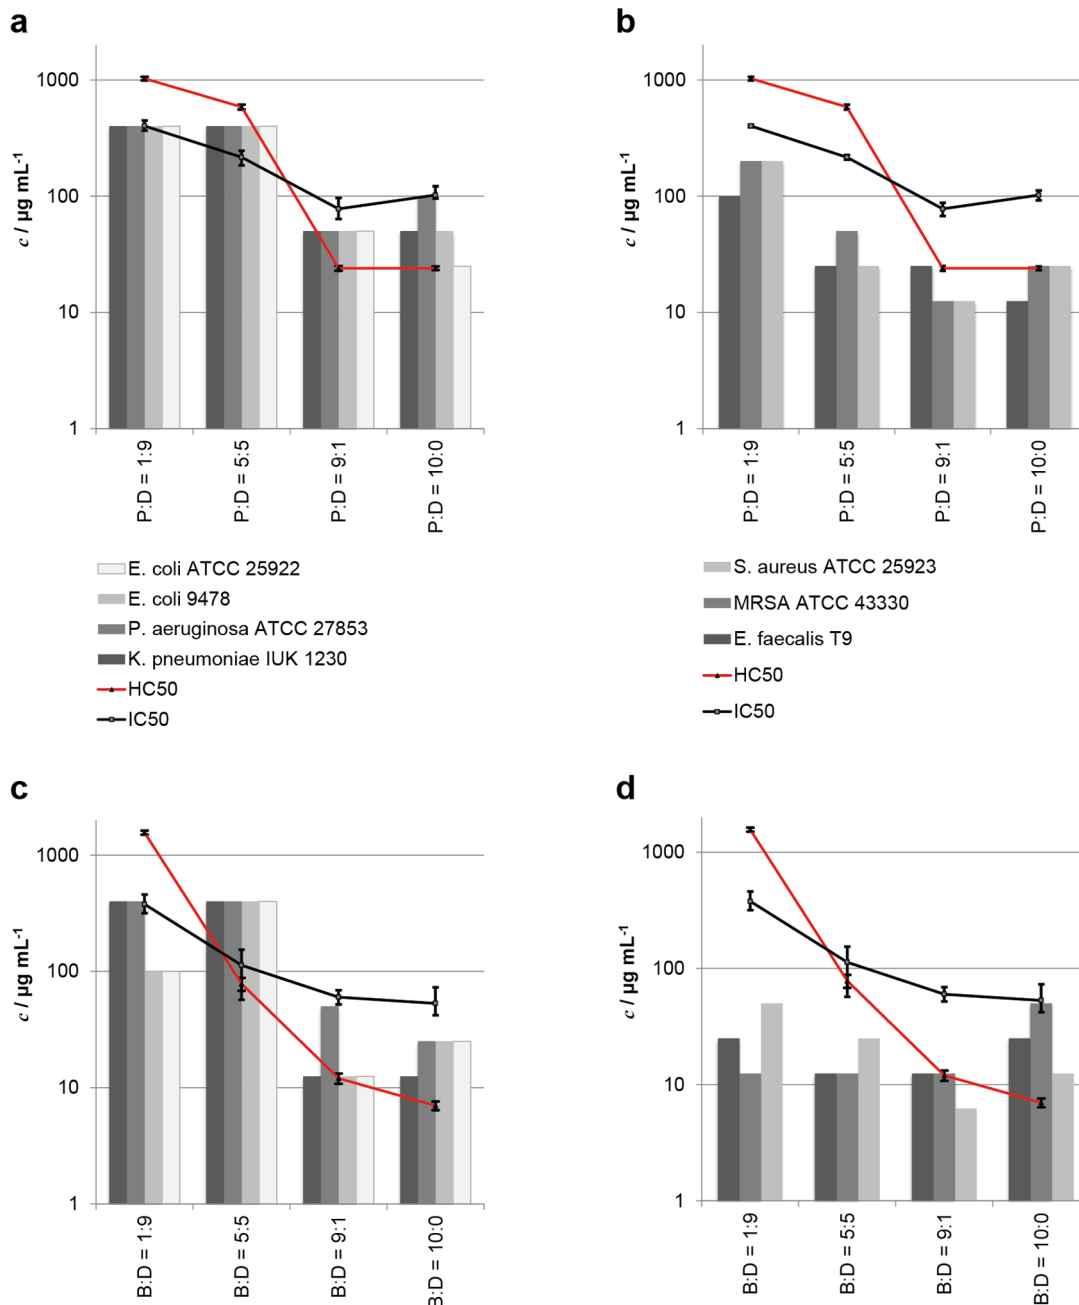 a
1000
100
10
1
c / µg mL-1
P:D = 1:9
P:D = 5:5
P:D = 9:1
P:D = 10:0
E. coli ATCC 25922
E. coli 9478
P. aeruginosa ATCC 27853
K. pneumoniae IUK 1230
HC50
IC50
b
1000
100
10
1
c / µg mL-1
P:D = 1:9
P:D = 5:5
P:D = 9:1
P:D = 10:0
S. aureus ATCC 25923
MRSA ATCC 43330
E. faecalis T9
HC50
IC50
c
1000
100
10
1
c / µg mL-1
B:D = 1:9
B:D = 5:5
B:D = 9:1
B:D = 10:0
d
1000
100
10
1
c / µg mL-1
B:D = 1:9
B:D = 5:5
B:D = 9:1
B:D = 10:0